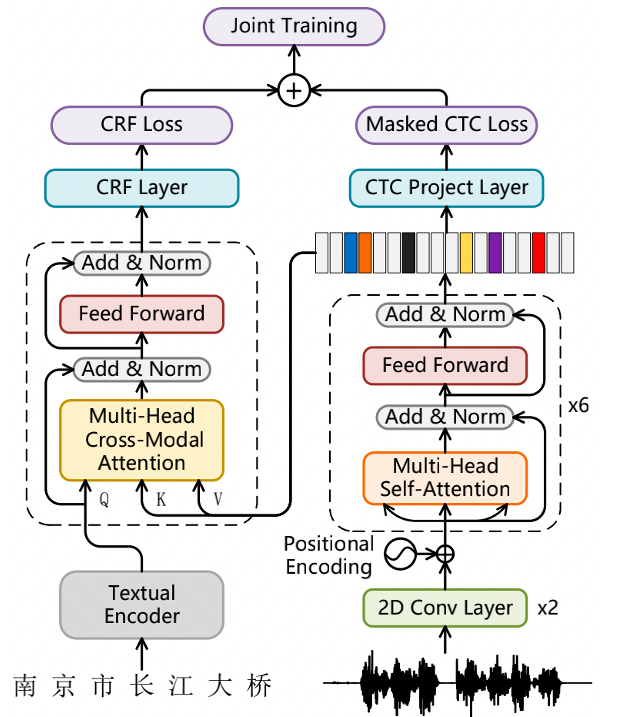 Joint Training
+
CRF Loss
Masked CTC Loss
CRF Layer
CTC Project Layer
Add & Norm
Feed Forward
Add & Norm
Multi-Head
Cross-Modal
Attention
Q K V
Textual
Encoder
南京市长江大桥
Add & Norm
Feed Forward
Add & Norm
x6
Multi-Head
Self-Attention
Positional
Encoding
2D Conv Layer
x2